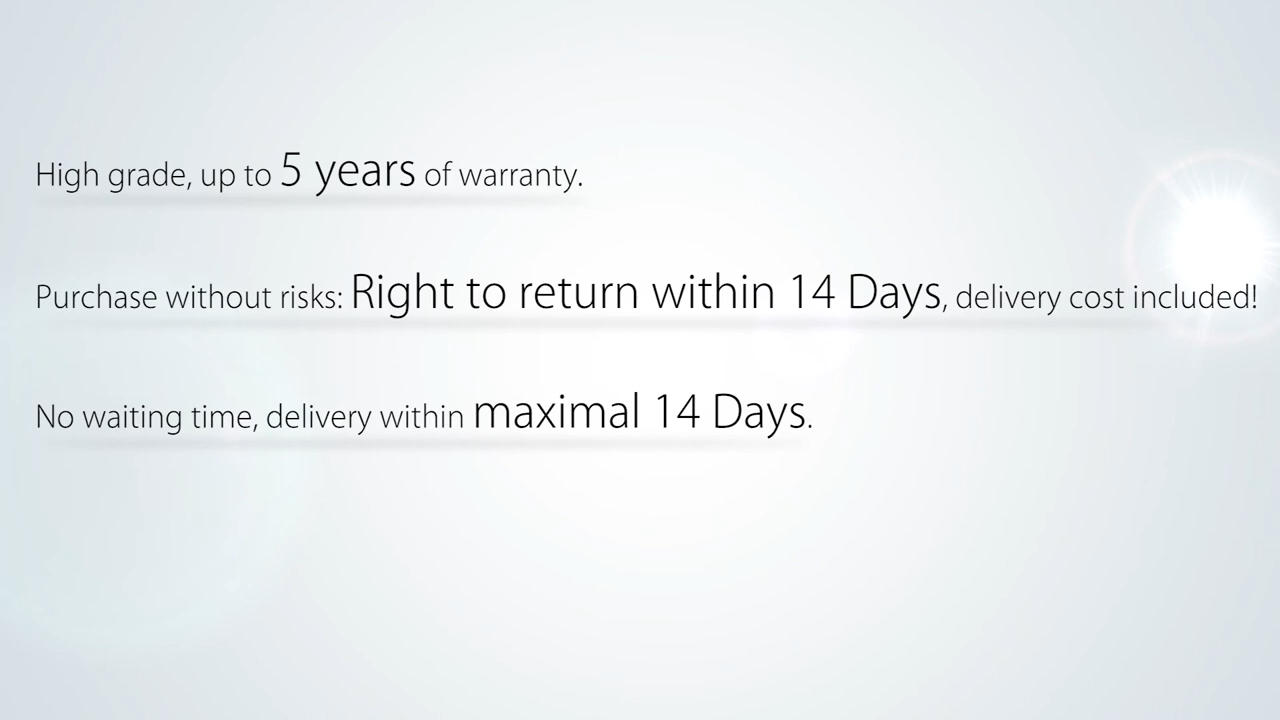 High grade, up to 5 years of warranty.
Purchase without risks: Right to return within 14 Days, delivery cost included!
No waiting time, delivery within maximal 14 Days.